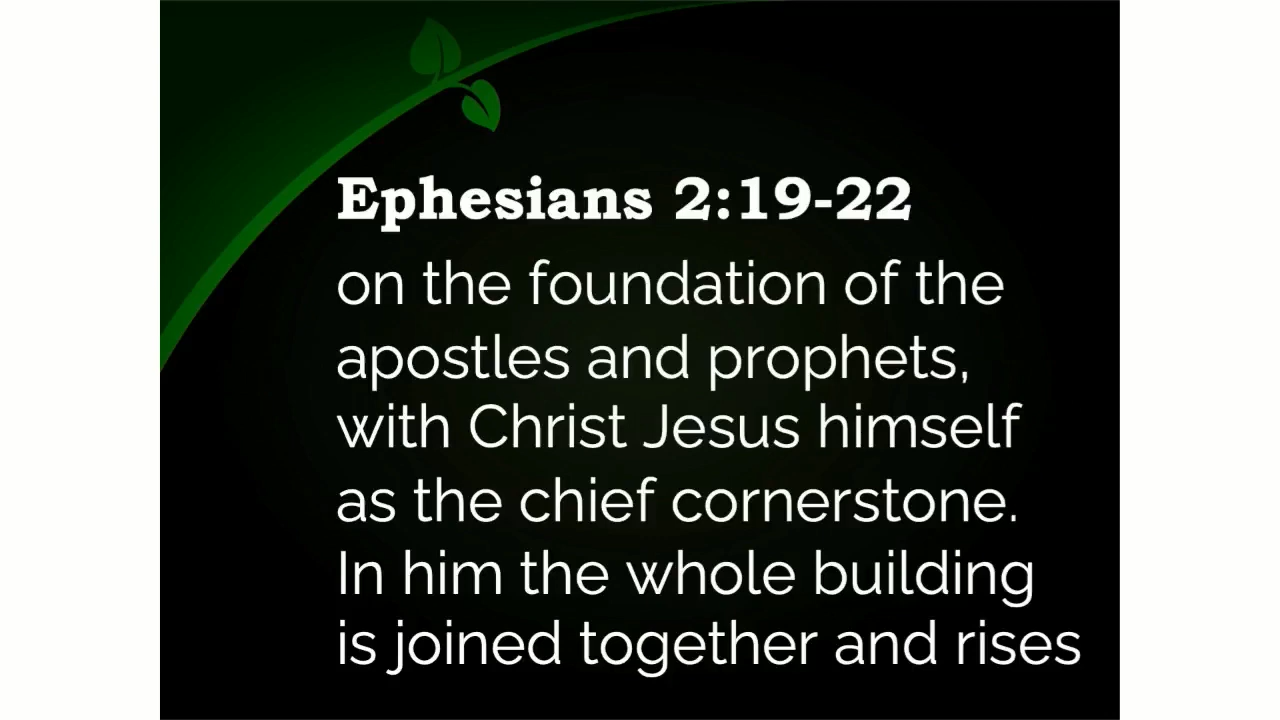 Ephesians 2:19-22
on the foundation of the
apostles and prophets,
with Christ Jesus himself
as the chief cornerstone.
In him the whole building
is joined together and rises